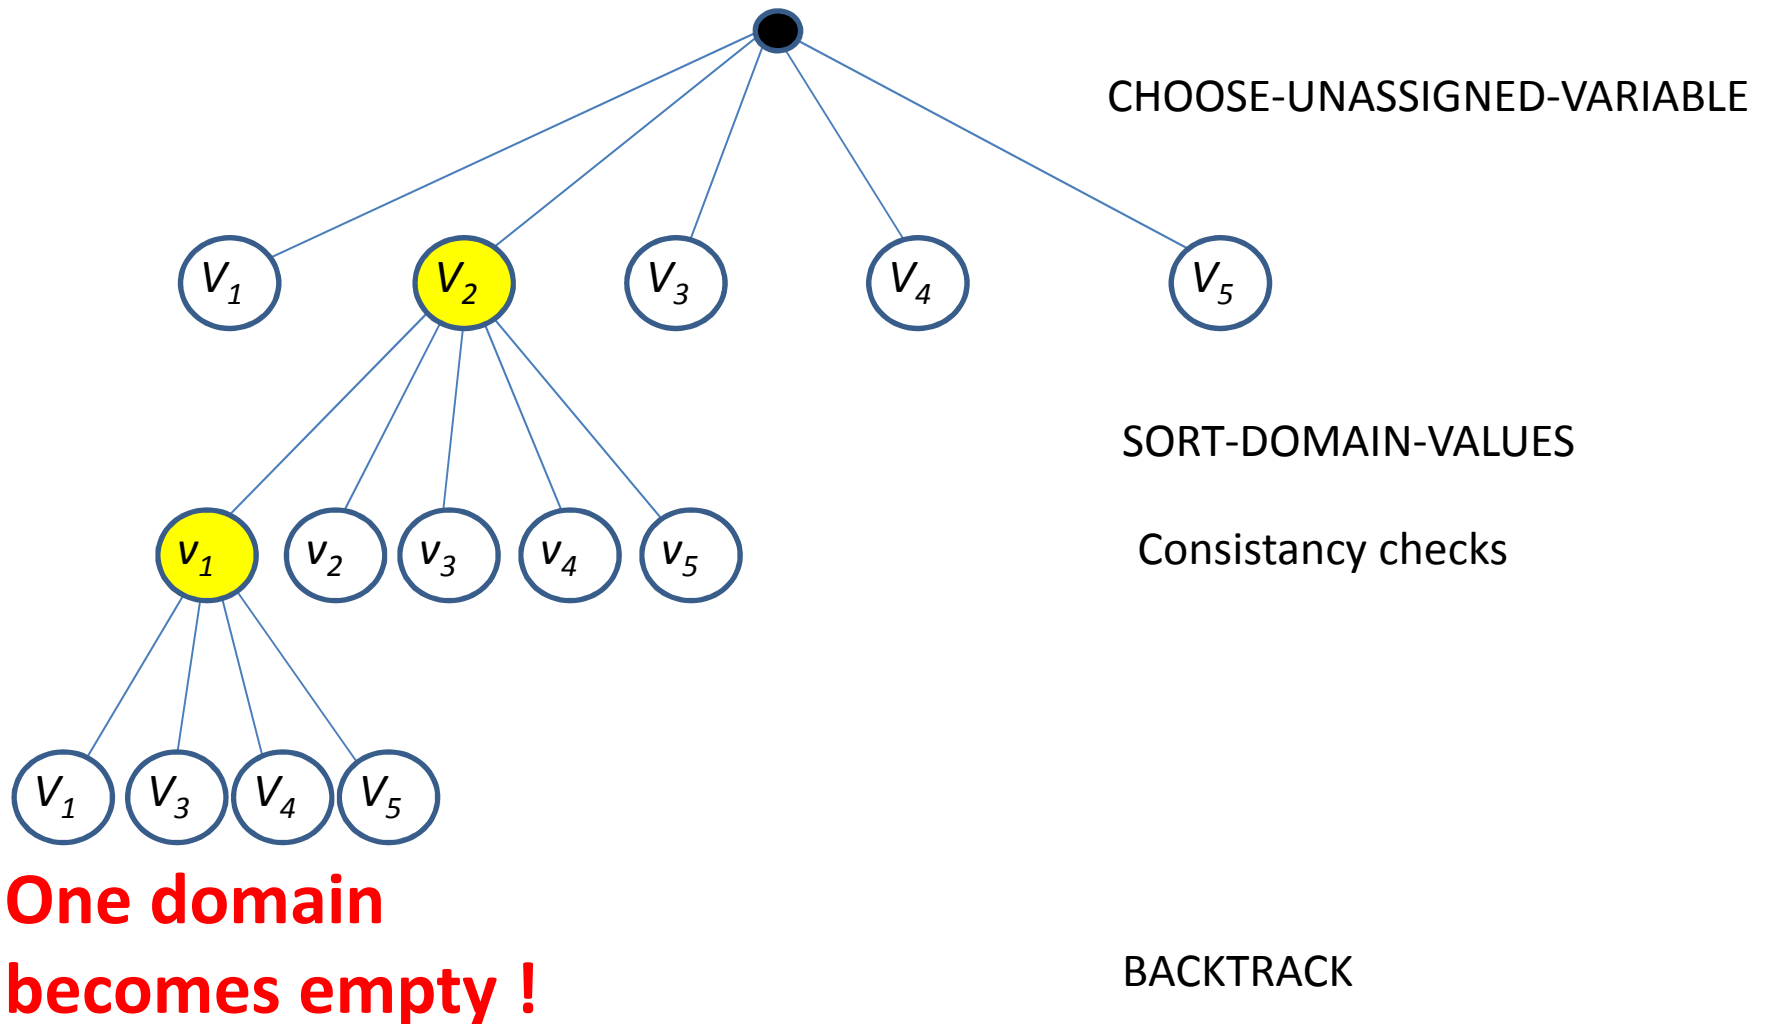 CHOOSE-UNASSIGNED-VARIABLE
V1 V2 V3 V4 V5
SORT-DOMAIN-VALUES
v1 v2 v3 v4 v5
Consistancy checks
V1 V3 V4 V5
One domain
becomes empty !
BACKTRACK